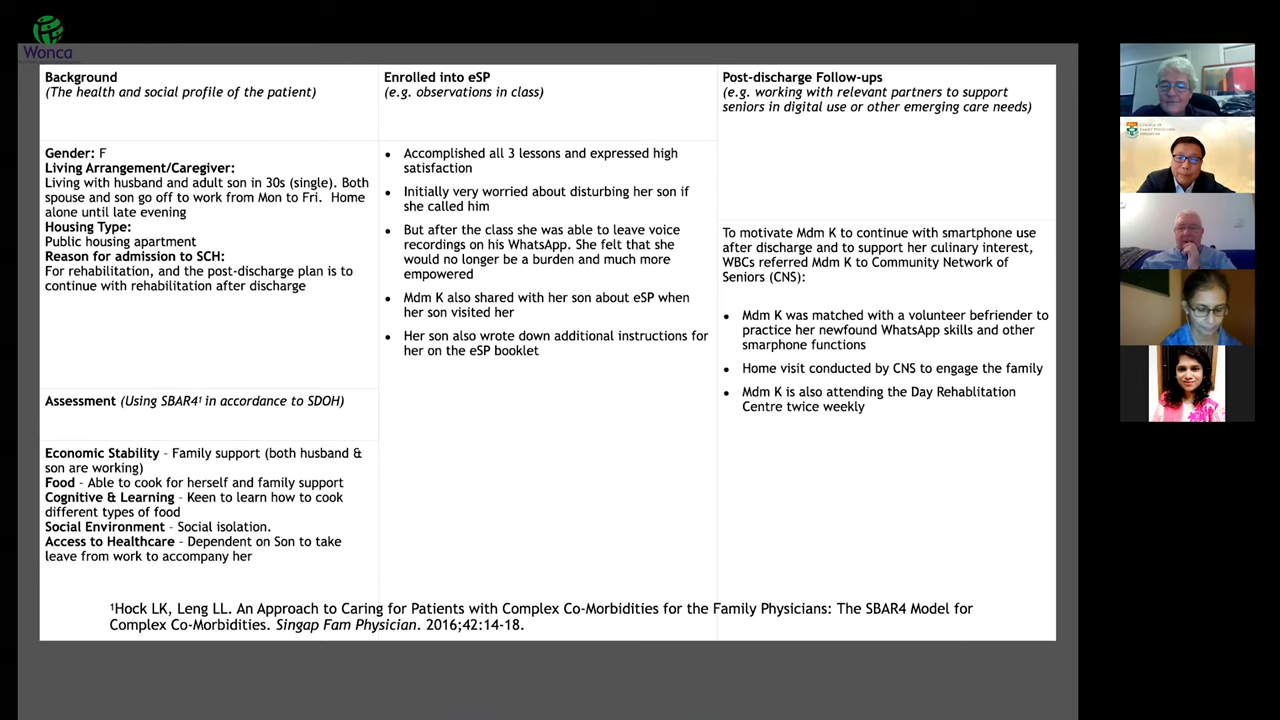 Wonca
Background
(The health and social profile of the patient)
Enrolled into eSP
(e.g. observations in class)
Post-discharge Follow-ups
(e.g. working with relevant partners to support
seniors in digital use or other emerging care needs)
Gender: F
Living Arrangement/Caregiver:
Living with husband and adult son in 30s (single). Both
spouse and son go off to work from Mon to Fri. Home
alone until late evening
Housing Type:
Public housing apartment
Reason for admission to SCH:
For rehabilitation, and the post-discharge plan is to
continue with rehabilitation after discharge
Assessment (Using SBAR4¹ in accordance to SDOH)
Economic Stability – Family support (both husband &
son are working)
Food – Able to cook for herself and family support
Cognitive & Learning – Keen to learn how to cook
different types of food
Social Environment – Social isolation.
Access to Healthcare – Dependent on Son to take
leave from work to accompany her
• Accomplished all 3 lessons and expressed high
satisfaction
• Initially very worried about disturbing her son if
she called him
• But after the class she was able to leave voice
recordings on his WhatsApp. She felt that she
would no longer be a burden and much more
empowered
• Mdm K also shared with her son about eSP when
her son visited her
• Her son also wrote down additional instructions for
her on the eSP booklet
To motivate Mdm K to continue with smartphone use
after discharge and to support her culinary interest,
WBCs referred Mdm K to Community Network of
Seniors (CNS):
• Mdm K was matched with a volunteer befriender to
practice her newfound WhatsApp skills and other
smarphone functions
• Home visit conducted by CNS to engage the family
• Mdm K is also attending the Day Rehablitation
Centre twice weekly
¹Hock LK, Leng LL. An Approach to Caring for Patients with Complex Co-Morbidities for the Family Physicians: The SBAR4 Model for
Complex Co-Morbidities. Singap Fam Physician. 2016;42:14-18.